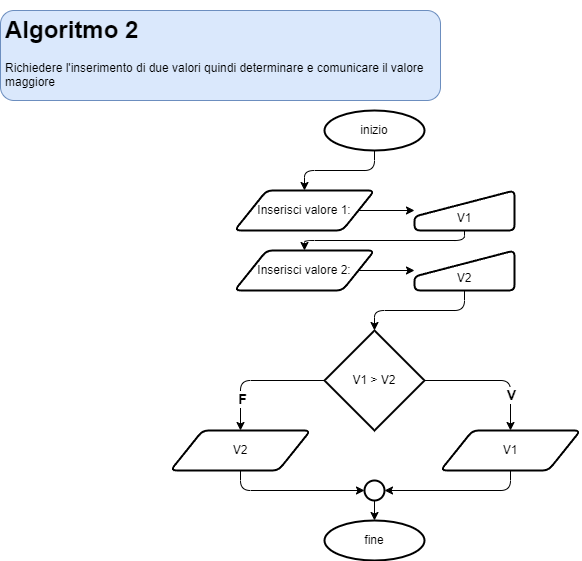 Algoritmo 2
Richiedere l'inserimento di due valori quindi determinare e comunicare il valore
maggiore
inizio
Inserisci valore 1:
V1
Inserisci valore 2:
V2
V1 > V2
F
V
V2
V1
fine